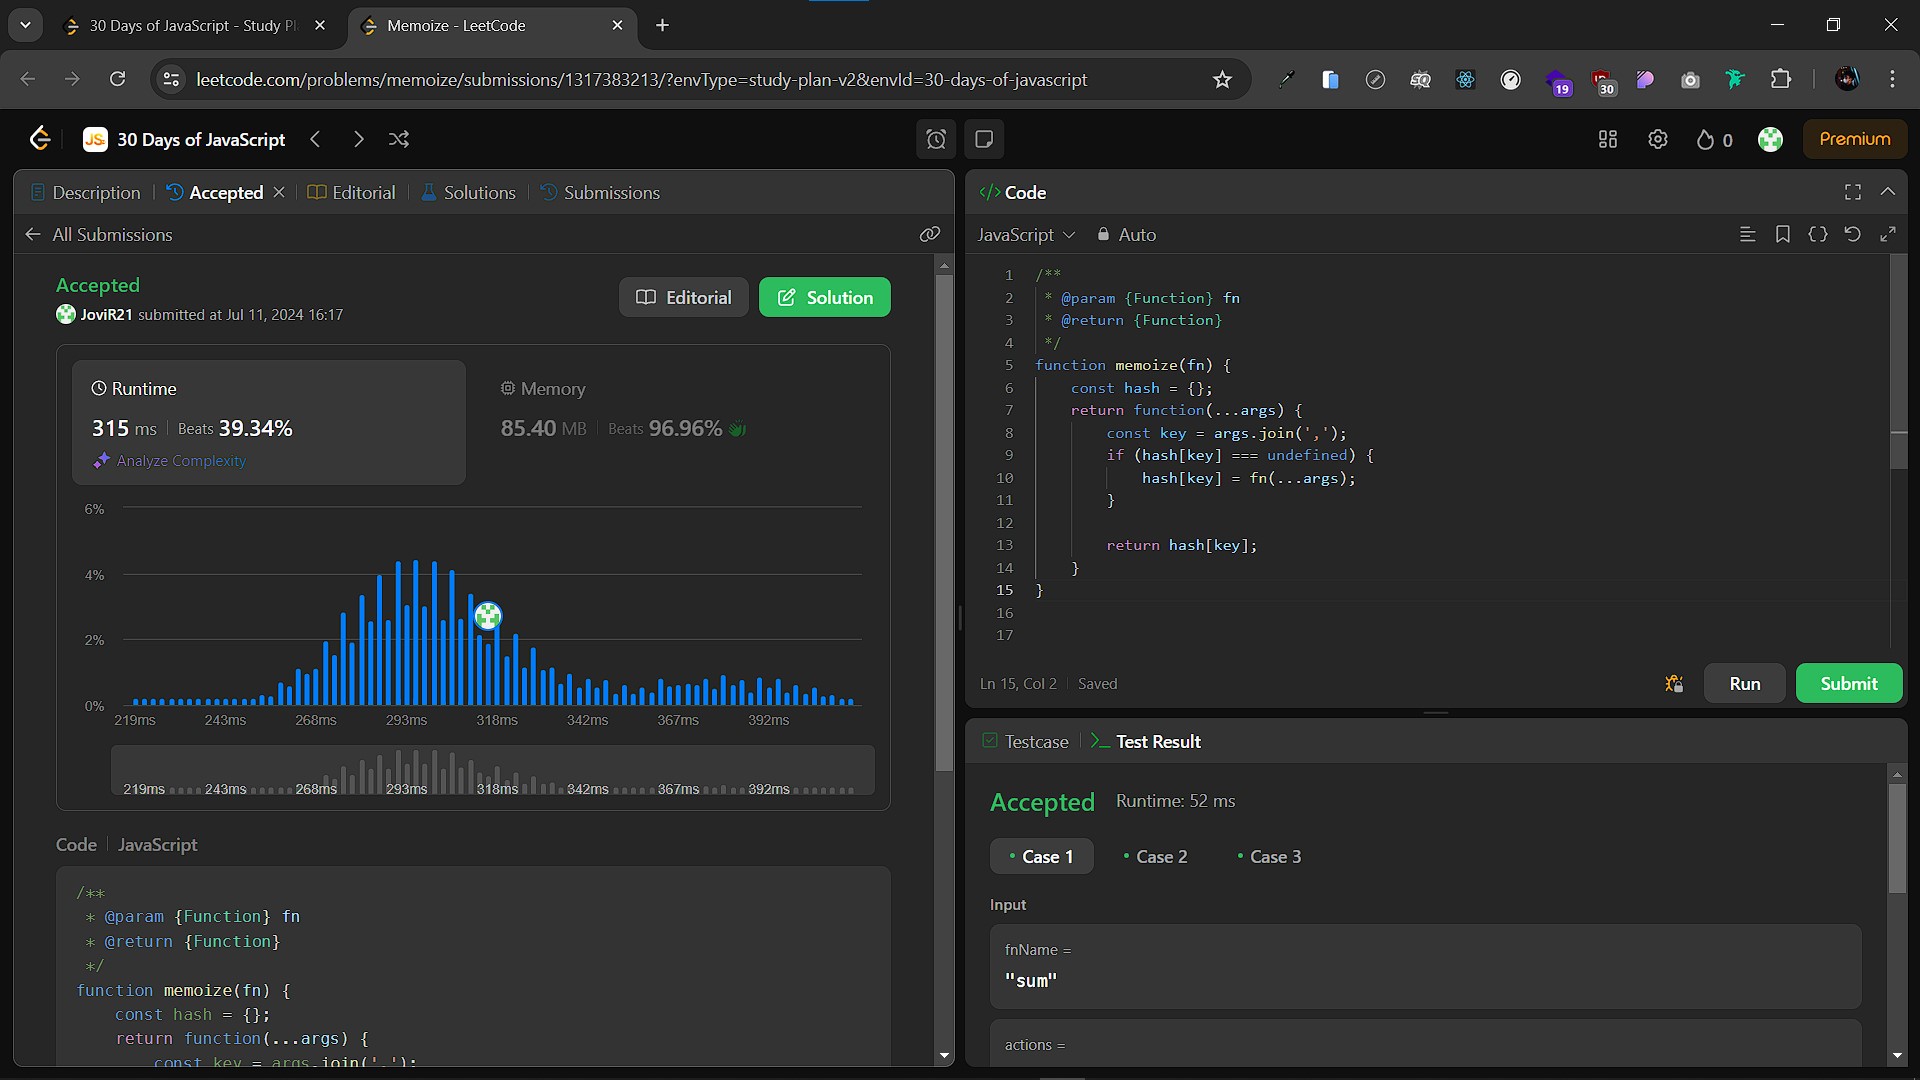 30 Days of JavaScript - Study Pl
Memoize - LeetCode
leetcode.com/problems/memoize/submissions/1317383213/?envType=study-plan-v2&envId=30-days-of-javascript
19
30
JS
30 Days of JavaScript
0
Premium
Description
Accepted
Editorial
Solutions
Submissions
All Submissions
Accepted
JoviR21 submitted at Jul 11, 2024 16:17
Editorial
Solution
Runtime
315 ms
Beats 39.34%
Analyze Complexity
Memory
85.40 MB
Beats 96.96%
6%
4%
2%
0%
219ms 243ms 268ms 293ms 318ms 342ms 367ms 392ms
219ms 243ms 268ms 293ms 318ms 342ms 367ms 392ms
Code
JavaScript
/**
 * @param {Function} fn
 * @return {Function}
 */
function memoize(fn) {
    const hash = {};
    return function(...args) {
        const key = args.join(',');
</> Code
JavaScript
Auto
1 /**
2 * @param {Function} fn
3 * @return {Function}
4 */
5 function memoize(fn) {
6     const hash = {};
7     return function(...args) {
8         const key = args.join(',');
9         if (hash[key] === undefined) {
10             hash[key] = fn(...args);
11         }
12
13         return hash[key];
14     }
15 }
16
17
Ln 15, Col 2
Saved
Run
Submit
Testcase
Test Result
Accepted
Runtime: 52 ms
Case 1
Case 2
Case 3
Input
fnName =
"sum"
actions =